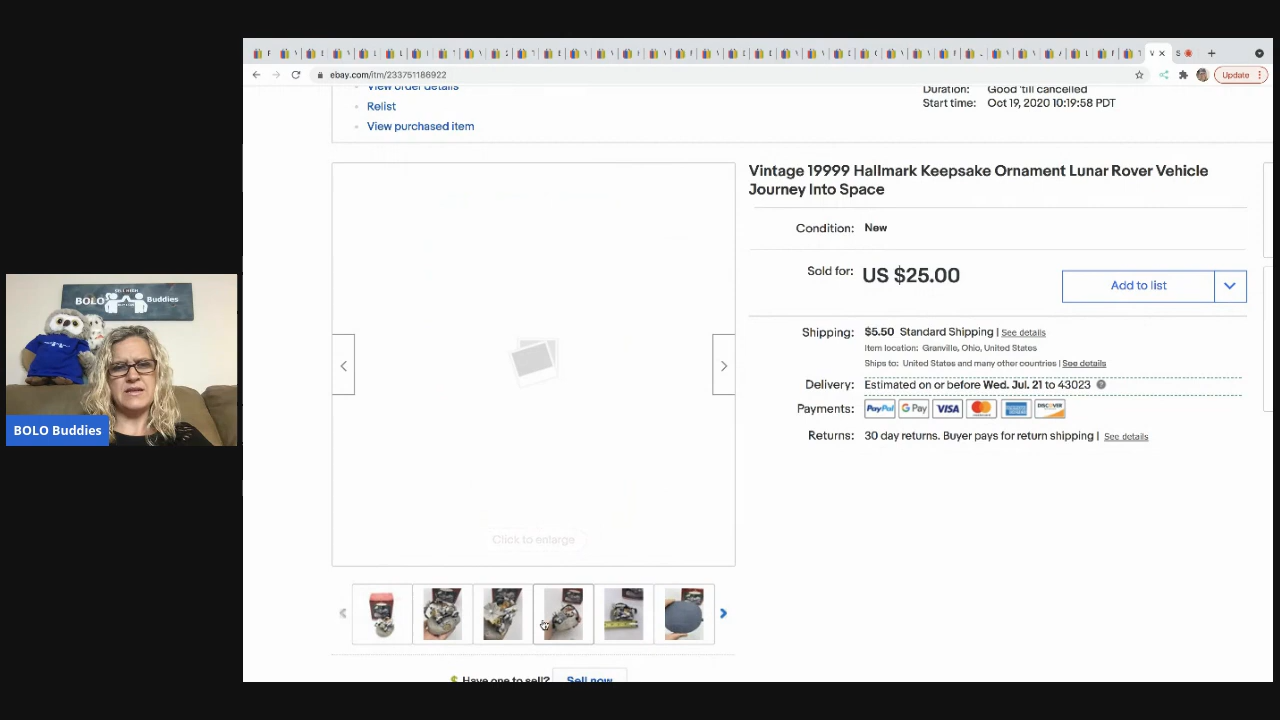 ebay.com/itm/233751186922
Update
View order details
Relist
View purchased item
Duration: Good 'till cancelled
Start time: Oct 19, 2020 10:19:58 PDT
Vintage 19999 Hallmark Keepsake Ornament Lunar Rover Vehicle
Journey Into Space
Condition: New
Sold for: US $25.00
Add to list
Shipping: $5.50 Standard Shipping | See details
Item location: Granville, Ohio, United States
Ships to: United States and many other countries | See details
Delivery: Estimated on or before Wed. Jul. 21 to 43023
Payments: PayPal G Pay VISA
Returns: 30 day returns. Buyer pays for return shipping | See details
Click to enlarge
Have one to sell? Sell now
BOLO Buddies
BOLO Buddies